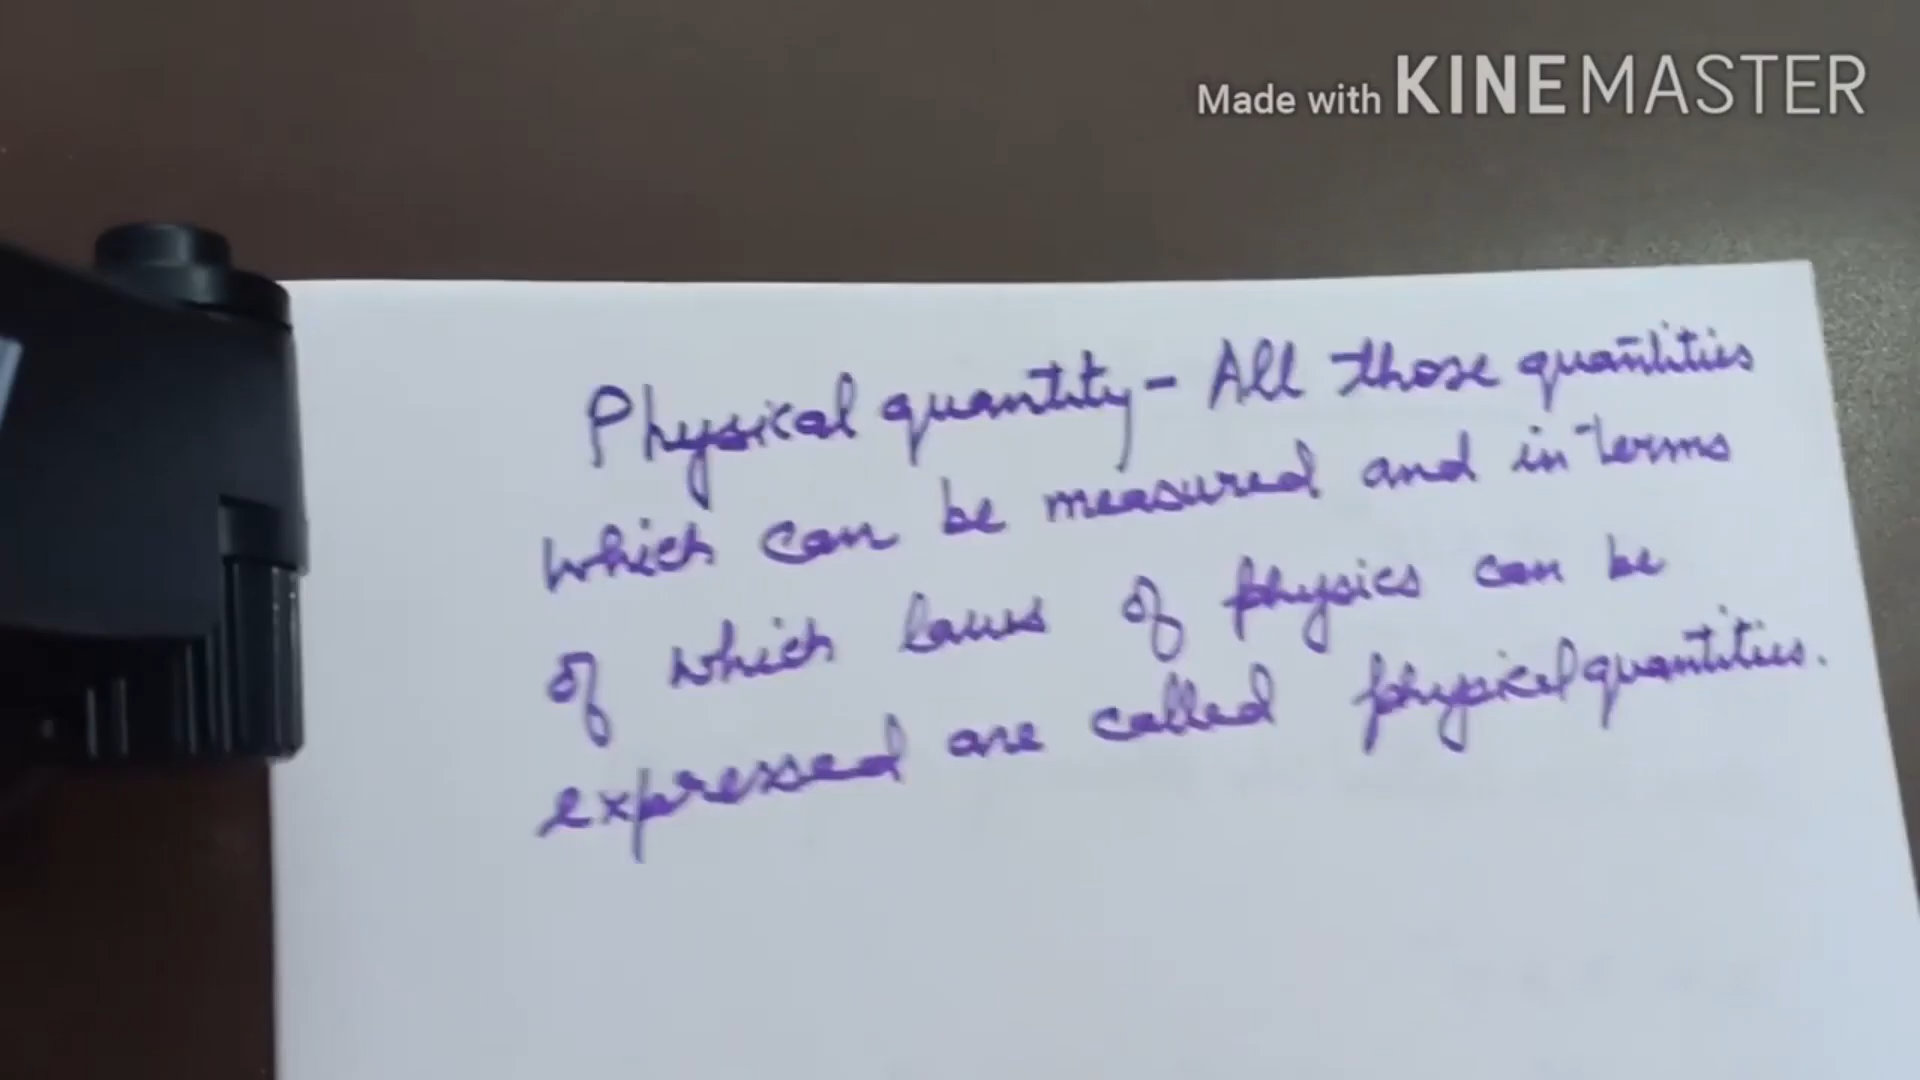 Made with KINEMASTER
Physical quantity - All those quantities
which can be measured and in terms
of which laws of physics can be
expressed are called physical quantities.